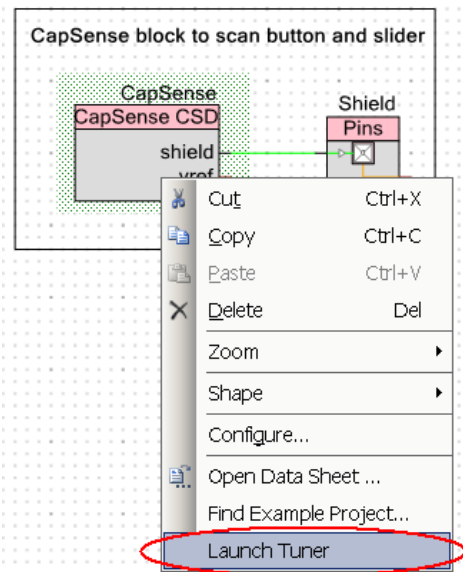 CapSense block to scan button and slider
CapSense
CapSense CSD
shield
vref
Shield
Pins
Cut Ctrl+X
Copy Ctrl+C
Paste Ctrl+V
Delete Del
Zoom
Shape
Configure...
Open Data Sheet ...
Find Example Project...
Launch Tuner